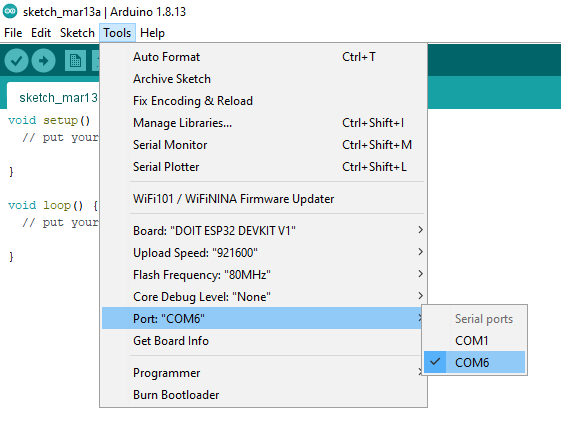 sketch_mar13a | Arduino 1.8.13
File Edit Sketch Tools Help
sketch_mar13
Auto Format Ctrl+T
Archive Sketch
Fix Encoding & Reload
Manage Libraries... Ctrl+Shift+I
Serial Monitor Ctrl+Shift+M
Serial Plotter Ctrl+Shift+L
WiFi101 / WiFiNINA Firmware Updater
Board: "DOIT ESP32 DEVKIT V1"
Upload Speed: "921600"
Flash Frequency: "80MHz"
Core Debug Level: "None"
Port: "COM6"
Get Board Info
Programmer
Burn Bootloader
Serial ports
COM1
COM6
void setup()
// put your
}
void loop() {
// put your
}